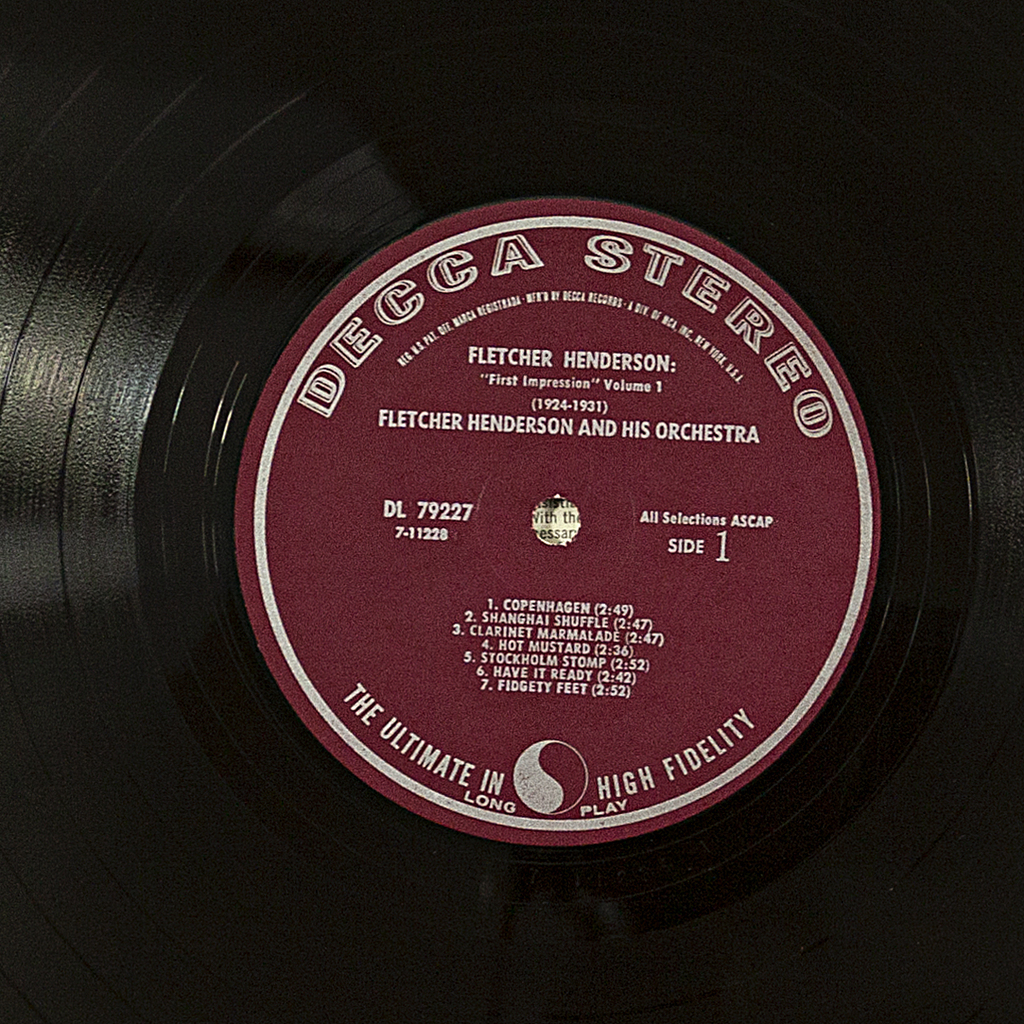 DECCA STEREO
REG. U.S. PAT. OFF. MARCA REGISTRADA · MFR'D BY DECCA RECORDS · A DIV. OF MCA, INC., NEW YORK, U.S.A.
FLETCHER HENDERSON:
"First Impression" Volume 1
(1924-1931)
FLETCHER HENDERSON AND HIS ORCHESTRA
DL 79227
7-11228
With the
All Selections ASCAP
SIDE 1
1. COPENHAGEN (2:49)
2. SHANGHAI SHUFFLE (2:47)
3. CLARINET MARMALADE (2:47)
4. HOT MUSTARD (2:36)
5. STOCKHOLM STOMP (2:52)
6. HAVE IT READY (2:42)
7. FIDGETY FEET (2:52)
THE ULTIMATE IN HIGH FIDELITY
LONG PLAY